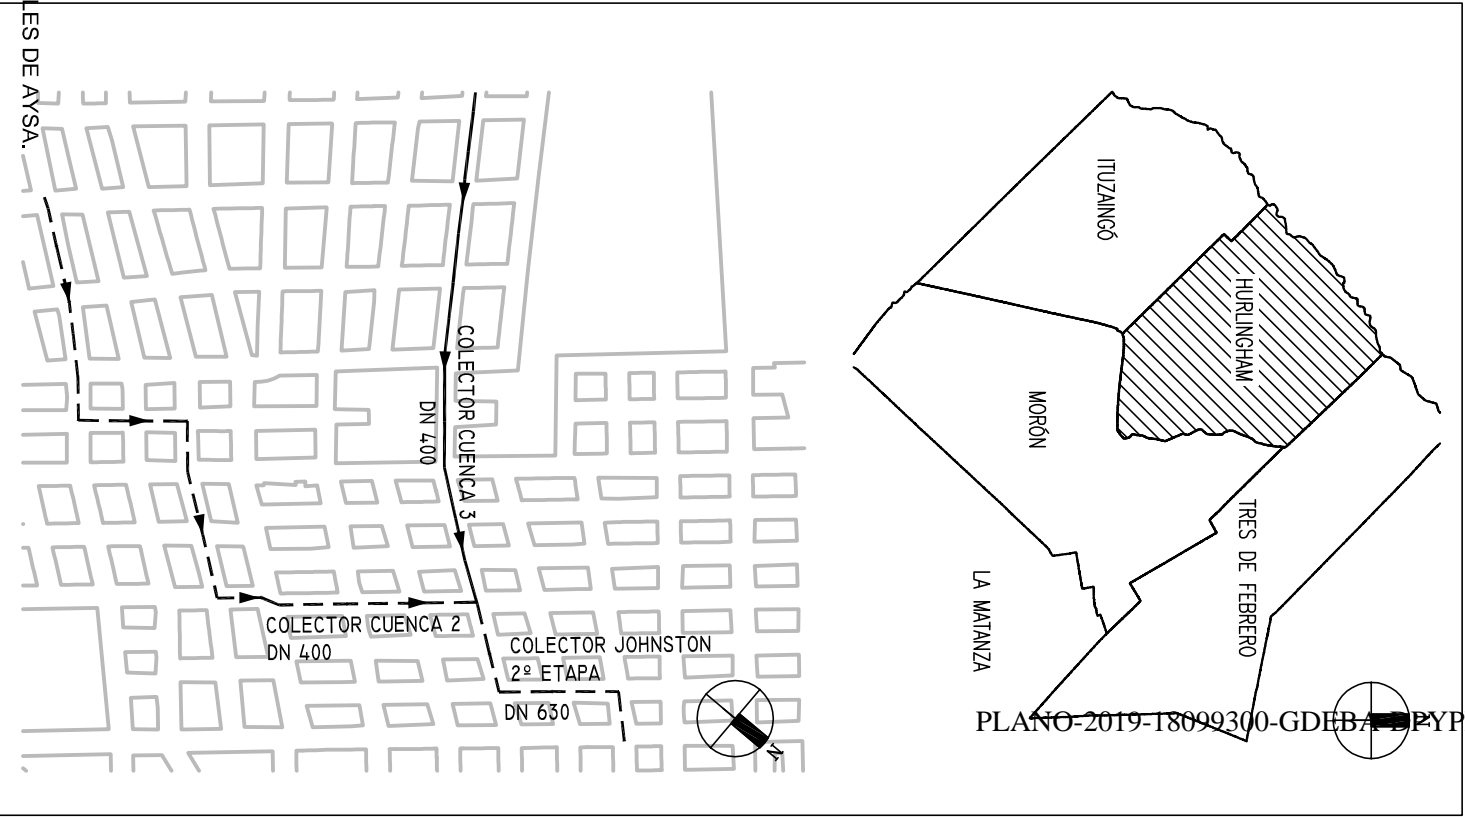 LES DE AYSA.
COLECTOR CUENCA 3
DN 400
COLECTOR CUENCA 2
DN 400
COLECTOR JOHNSTON
2º ETAPA
DN 630
N
ITUZAINGÓ
HURLINGHAM
MORÓN
TRES DE FEBRERO
LA MATANZA
PLANO-2019-18099300-GDEBA-DPYP
N